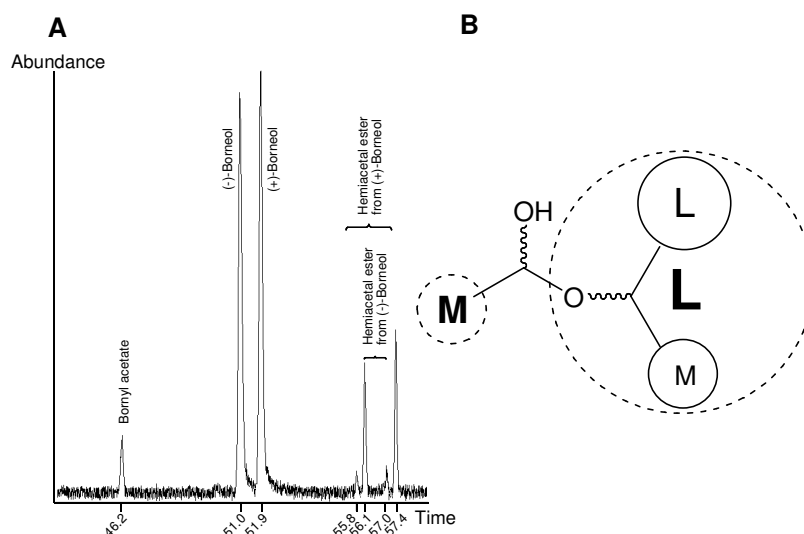 A
B
Abundance
Bornyl acetate
(-)-Borneol
(+)-Borneol
Hemiacetal ester
from (+)-Borneol
Hemiacetal ester
from (-)-Borneol
46.2
51.0
51.9
55.8
56.1
57.0
57.4
Time
OH
O
M
L
L
M